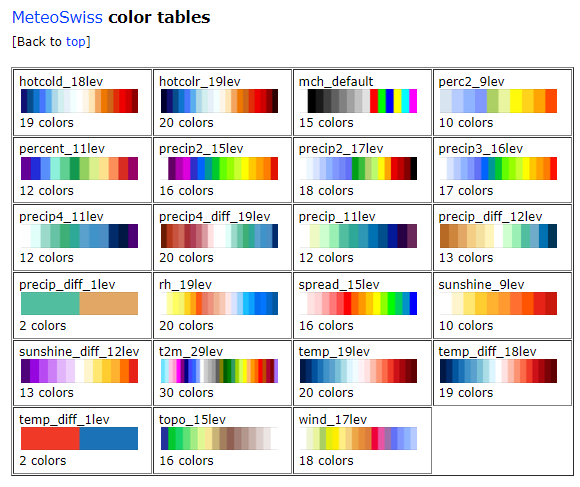 MeteoSwiss color tables
[Back to top]
hotcold_18lev
19 colors
hotcolr_19lev
20 colors
mch_default
15 colors
perc2_9lev
10 colors
percent_11lev
12 colors
precip2_15lev
16 colors
precip2_17lev
18 colors
precip3_16lev
17 colors
precip4_11lev
12 colors
precip4_diff_19lev
20 colors
precip_11lev
12 colors
precip_diff_12lev
13 colors
precip_diff_1lev
2 colors
rh_19lev
20 colors
spread_15lev
16 colors
sunshine_9lev
10 colors
sunshine_diff_12lev
13 colors
t2m_29lev
30 colors
temp_19lev
20 colors
temp_diff_18lev
19 colors
temp_diff_1lev
2 colors
topo_15lev
16 colors
wind_17lev
18 colors